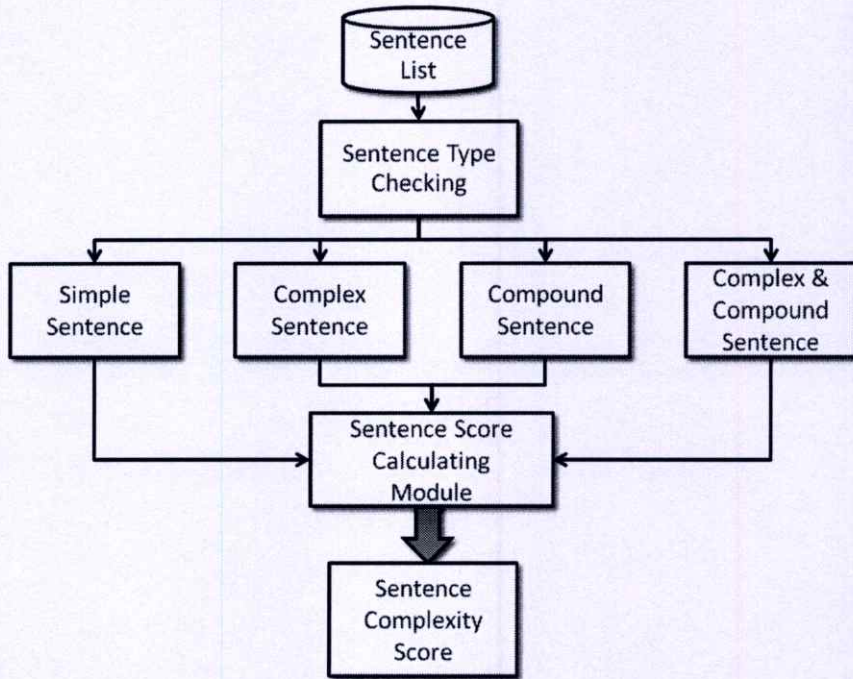 Sentence
List
Sentence Type
Checking
Simple
Sentence
Complex
Sentence
Compound
Sentence
Complex &
Compound
Sentence
Sentence Score
Calculating
Module
Sentence
Complexity
Score